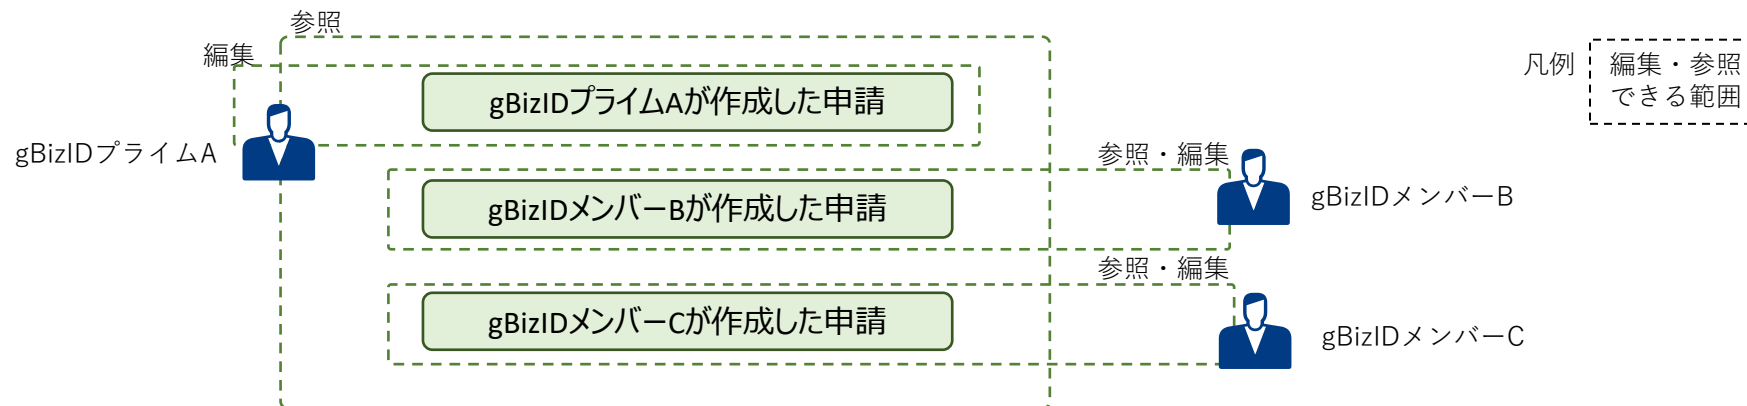 参照
編集
gBizIDプライムAが作成した申請
凡例
編集・参照
できる範囲
gBizIDプライムA
参照・編集
gBizIDメンバーBが作成した申請
gBizIDメンバーB
参照・編集
gBizIDメンバーCが作成した申請
gBizIDメンバーC